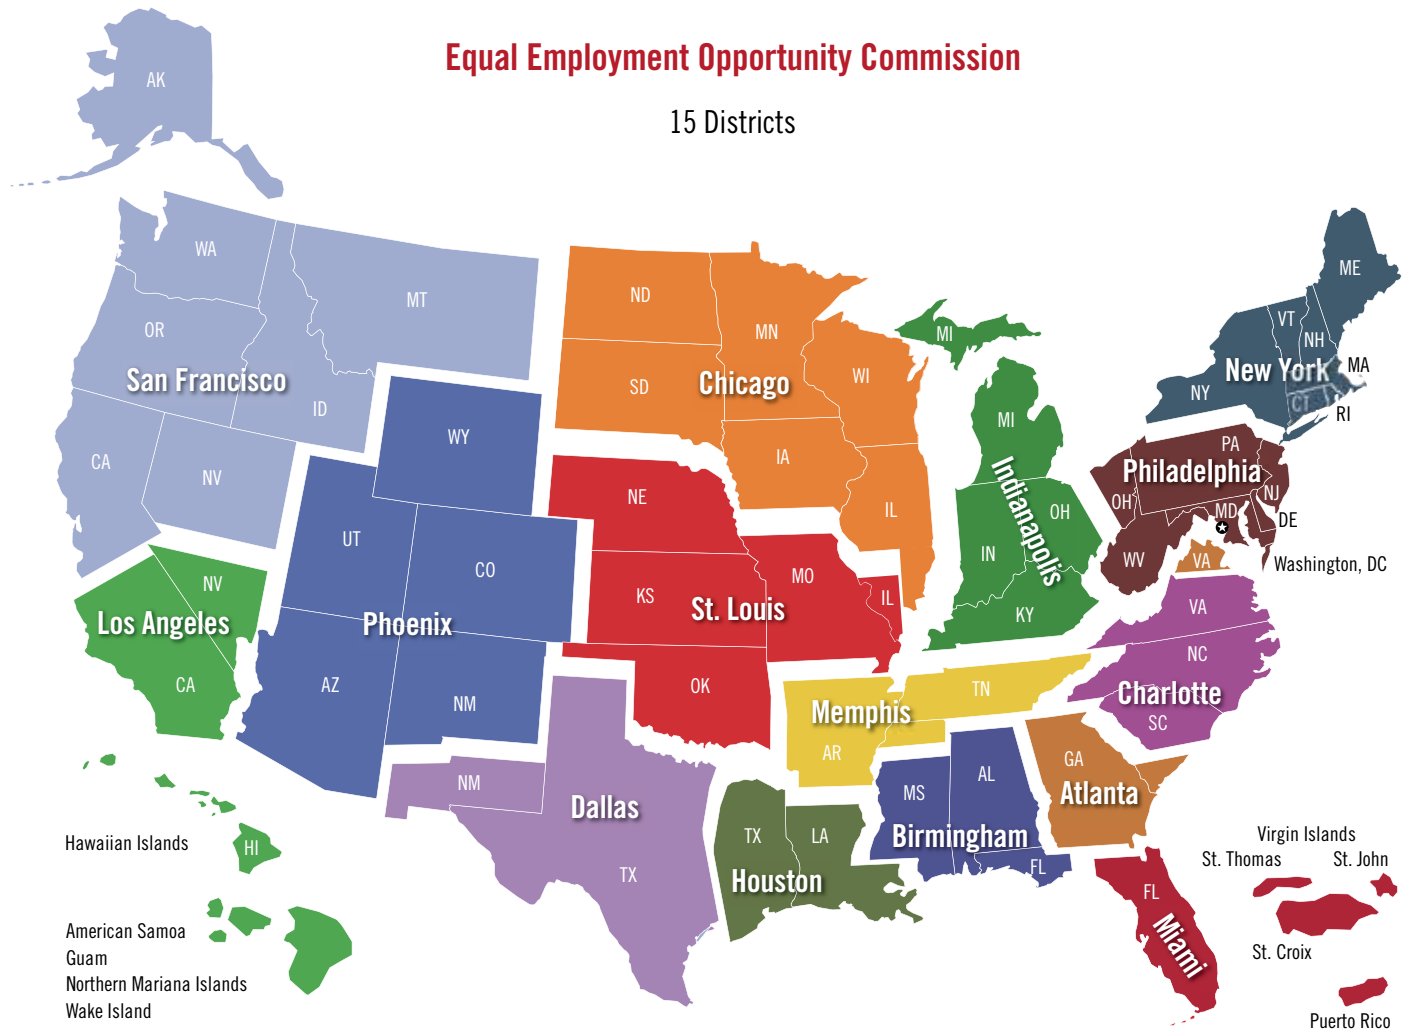 Equal Employment Opportunity Commission
15 Districts
AK
WA
MT
OR
ID
San Francisco
CA
NV
ND
MN
SD
Chicago
WI
IA
IL
MI
MI
Indianapolis
OH
IN
KY
ME
VT
NH
New York
MA
NY
CT
RI
PA
Philadelphia
OH
NJ
MD
DE
WV
Washington, DC
VA
WY
UT
CO
Phoenix
AZ
NM
NE
KS
MO
IL
St. Louis
OK
NV
Los Angeles
CA
VA
NC
Charlotte
SC
TN
Memphis
AR
NM
Dallas
TX
TX
LA
Houston
MS
AL
Birmingham
FL
GA
Atlanta
FL
Miami
Hawaiian Islands
HI
American Samoa
Guam
Northern Mariana Islands
Wake Island
Virgin Islands
St. Thomas
St. John
St. Croix
Puerto Rico